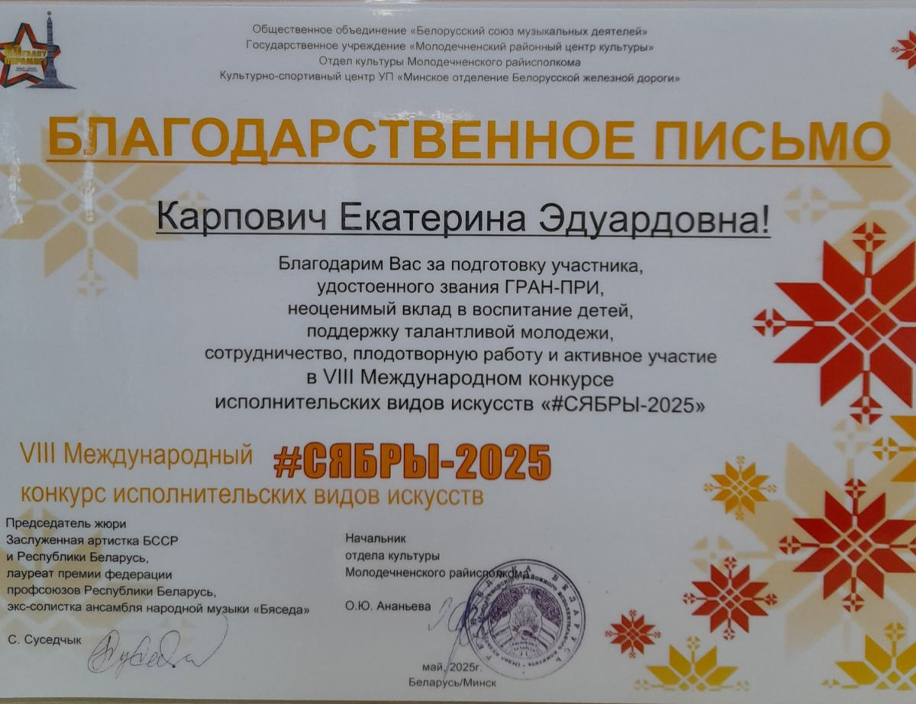 Общественное объединение «Белорусский союз музыкальных деятелей»
Государственное учреждение «Молодечненский районный центр культуры»
Отдел культуры Молодечненского райисполкома
Культурно-спортивный центр УП «Минское отделение Белорусской железной дороги»
БЛАГОДАРСТВЕННОЕ ПИСЬМО
Карпович Екатерина Эдуардовна!
Благодарим Вас за подготовку участника,
удостоенного звания ГРАН-ПРИ,
неоценимый вклад в воспитание детей,
поддержку талантливой молодежи,
сотрудничество, плодотворную работу и активное участие
в VIII Международном конкурсе
исполнительских видов искусств «#СЯБРЫ-2025»
VIII Международный #СЯБРЫ-2025
конкурс исполнительских видов искусств
Председатель жюри
Заслуженная артистка БССР
и Республики Беларусь,
лауреат премии федерации
профсоюзов Республики Беларусь,
экс-солистка ансамбля народной музыки «Бяседа»
С. Суседчык
Начальник
отдела культуры
Молодечненского райисполкома
О.Ю. Ананьева
май, 2025г.
Беларусь/Минск